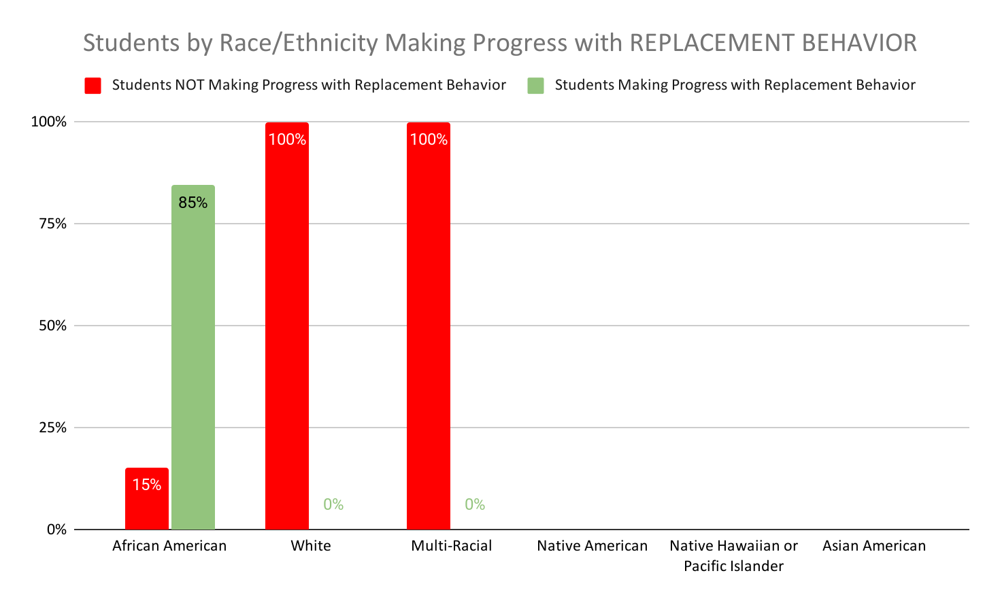 Students by Race/Ethnicity Making Progress with REPLACEMENT BEHAVIOR
Students NOT Making Progress with Replacement Behavior
Students Making Progress with Replacement Behavior
100%
75%
50%
25%
0%
15%
85%
100%
0%
100%
0%
African American
White
Multi-Racial
Native American
Native Hawaiian or
Pacific Islander
Asian American